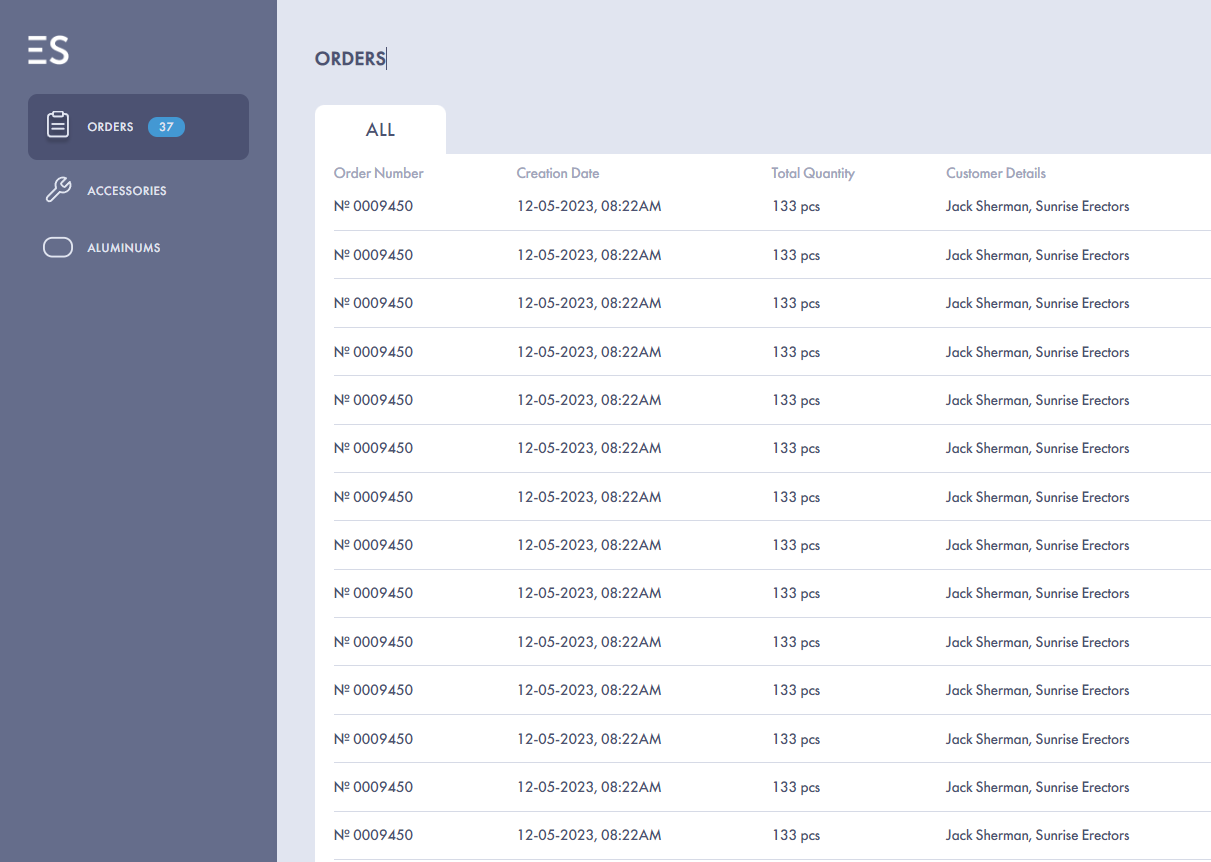 ES
ORDERS 37
ACCESSORIES
ALUMINUMS
ORDERS
ALL
Order Number Creation Date Total Quantity Customer Details
№ 0009450 12-05-2023, 08:22AM 133 pcs Jack Sherman, Sunrise Erectors
№ 0009450 12-05-2023, 08:22AM 133 pcs Jack Sherman, Sunrise Erectors
№ 0009450 12-05-2023, 08:22AM 133 pcs Jack Sherman, Sunrise Erectors
№ 0009450 12-05-2023, 08:22AM 133 pcs Jack Sherman, Sunrise Erectors
№ 0009450 12-05-2023, 08:22AM 133 pcs Jack Sherman, Sunrise Erectors
№ 0009450 12-05-2023, 08:22AM 133 pcs Jack Sherman, Sunrise Erectors
№ 0009450 12-05-2023, 08:22AM 133 pcs Jack Sherman, Sunrise Erectors
№ 0009450 12-05-2023, 08:22AM 133 pcs Jack Sherman, Sunrise Erectors
№ 0009450 12-05-2023, 08:22AM 133 pcs Jack Sherman, Sunrise Erectors
№ 0009450 12-05-2023, 08:22AM 133 pcs Jack Sherman, Sunrise Erectors
№ 0009450 12-05-2023, 08:22AM 133 pcs Jack Sherman, Sunrise Erectors
№ 0009450 12-05-2023, 08:22AM 133 pcs Jack Sherman, Sunrise Erectors
№ 0009450 12-05-2023, 08:22AM 133 pcs Jack Sherman, Sunrise Erectors
№ 0009450 12-05-2023, 08:22AM 133 pcs Jack Sherman, Sunrise Erectors